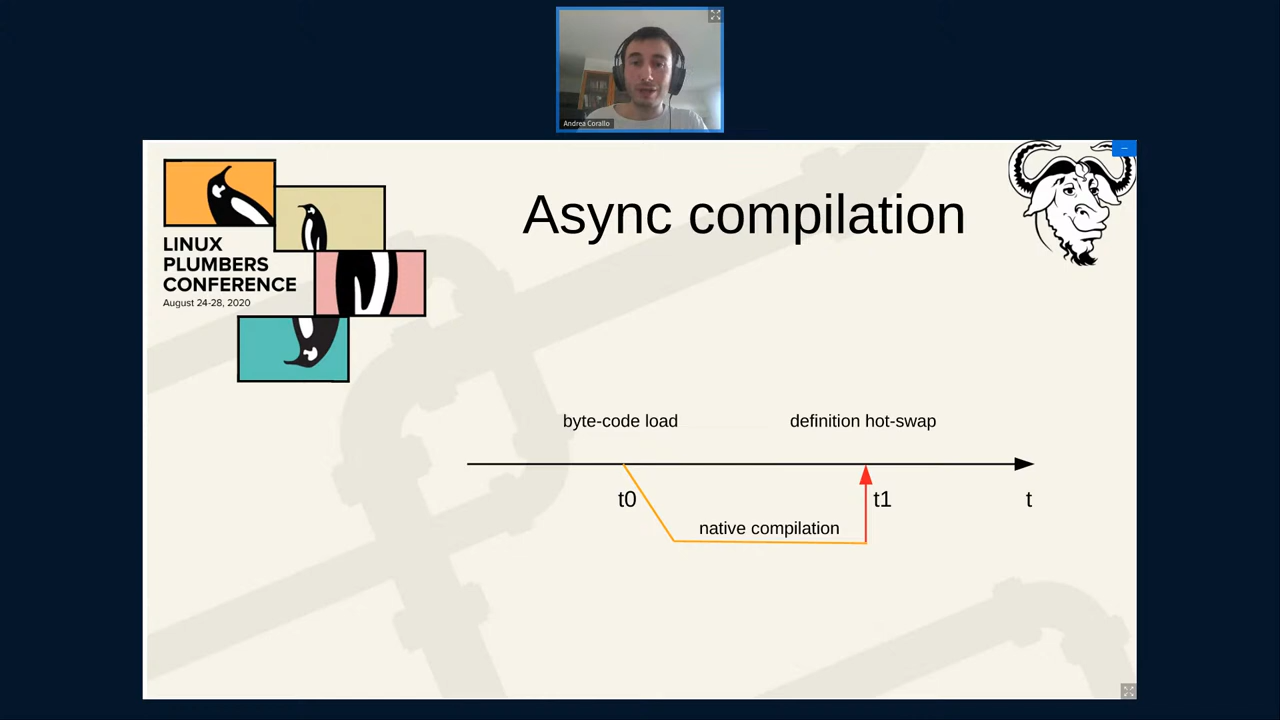 Andrea Corallo
LINUX
PLUMBERS
CONFERENCE
August 24-28, 2020
Async compilation
byte-code load
definition hot-swap
t0
t1
t
native compilation